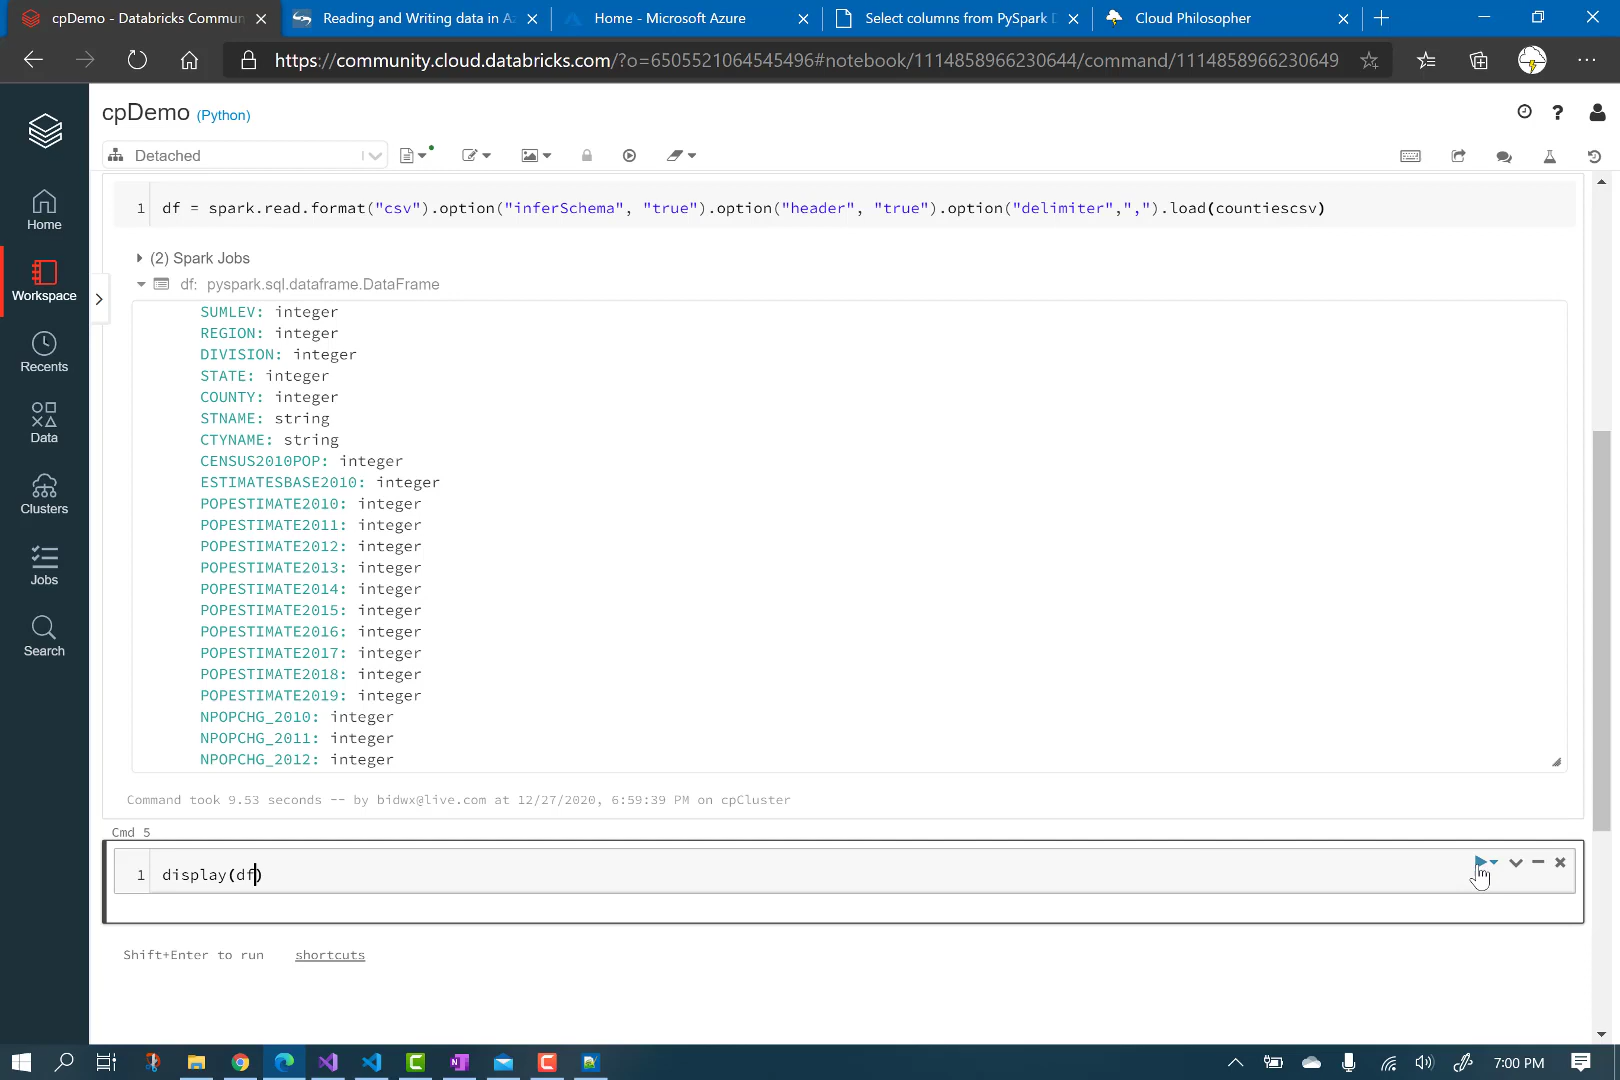 cpDemo - Databricks Commun
Reading and Writing data in Az
Home - Microsoft Azure
Select columns from PySpark D
Cloud Philosopher
https://community.cloud.databricks.com/?o=6505521064545496#notebook/1114858966230644/command/1114858966230649
cpDemo (Python)
Detached
Home
Workspace
Recents
Data
Clusters
Jobs
Search
1 df = spark.read.format("csv").option("inferSchema", "true").option("header", "true").option("delimiter",",").load(countiescsv)
(2) Spark Jobs
df: pyspark.sql.dataframe.DataFrame
SUMLEV: integer
REGION: integer
DIVISION: integer
STATE: integer
COUNTY: integer
STNAME: string
CTYNAME: string
CENSUS2010POP: integer
ESTIMATESBASE2010: integer
POPESTIMATE2010: integer
POPESTIMATE2011: integer
POPESTIMATE2012: integer
POPESTIMATE2013: integer
POPESTIMATE2014: integer
POPESTIMATE2015: integer
POPESTIMATE2016: integer
POPESTIMATE2017: integer
POPESTIMATE2018: integer
POPESTIMATE2019: integer
NPOPCHG_2010: integer
NPOPCHG_2011: integer
NPOPCHG_2012: integer
Command took 9.53 seconds -- by bidwx@live.com at 12/27/2020, 6:59:39 PM on cpCluster
Cmd 5
1 display(df)
Shift+Enter to run shortcuts
7:00 PM